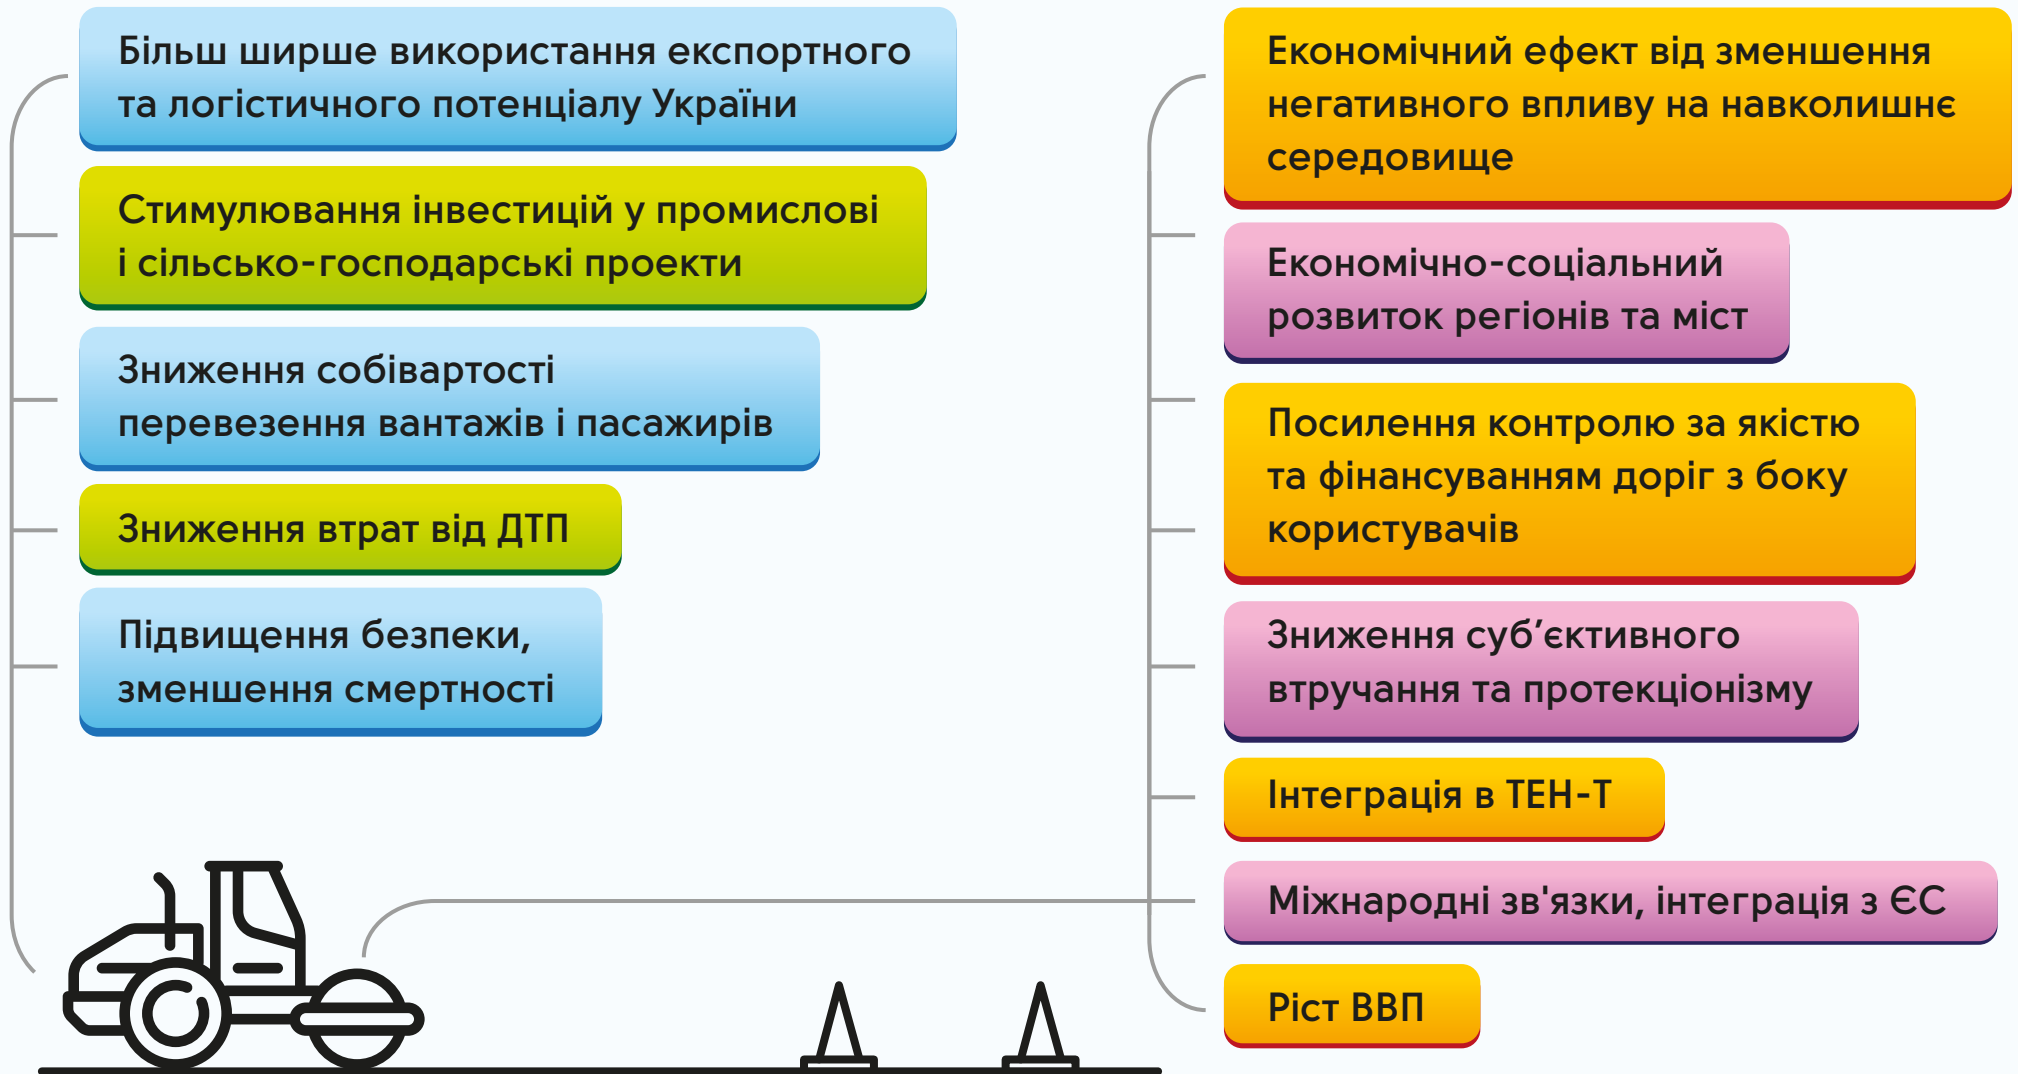 Більш ширше використання експортного
та логістичного потенціалу України
Стимулювання інвестицій у промислові
і сільсько-господарські проекти
Зниження собівартості
перевезення вантажів і пасажирів
Зниження втрат від ДТП
Підвищення безпеки,
зменшення смертності
Економічний ефект від зменшення
негативного впливу на навколишнє
середовище
Економічно-соціальний
розвиток регіонів та міст
Посилення контролю за якістю
та фінансуванням доріг з боку
користувачів
Зниження суб’єктивного
втручання та протекціонізму
Інтеграція в ТЕН-Т
Міжнародні зв'язки, інтеграція з ЄС
Ріст ВВП